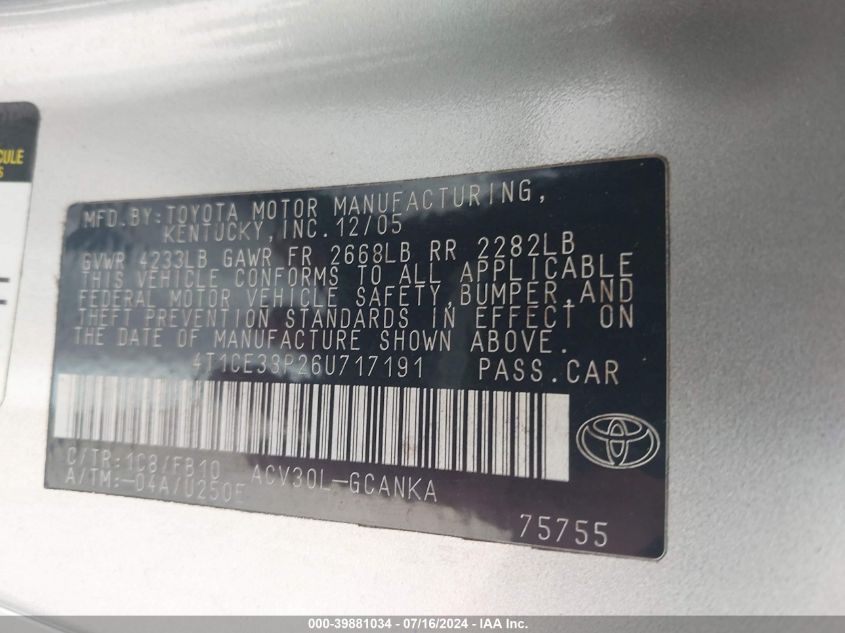 CULE
S
MFD.BY:TOYOTA MOTOR MANUFACTURING,
KENTUCKY, INC.12/05
GVWR 4233LB GAWR FR 2668LB RR 2282LB
THIS VEHICLE CONFORMS TO ALL APPLICABLE
FEDERAL MOTOR VEHICLE SAFETY,BUMPER,AND
THEFT PREVENTION STANDARDS IN EFFECT ON
THE DATE OF MANUFACTURE SHOWN ABOVE.
4T1CE33P26U717191 PASS.CAR
C/TR:1C8/FB10 ACV30L-GCANKA
A/TM:-04A/U250E
75755
000-39881034 - 07/16/2024 - IAA Inc.